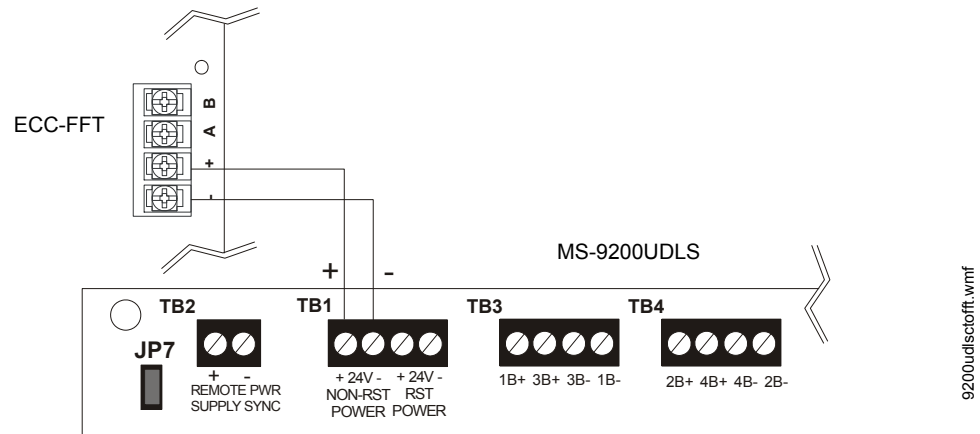 B
ECC-FFT
A
+
-
MS-9200UDLS
+ -
TB2 TB1 TB3 TB4
JP7
+ -
REMOTE PWR
SUPPLY SYNC
+ 24V - + 24V -
NON-RST RST
POWER POWER
1B+ 3B+ 3B- 1B-
2B+ 4B+ 4B- 2B-
9200udlsctofft.wmf